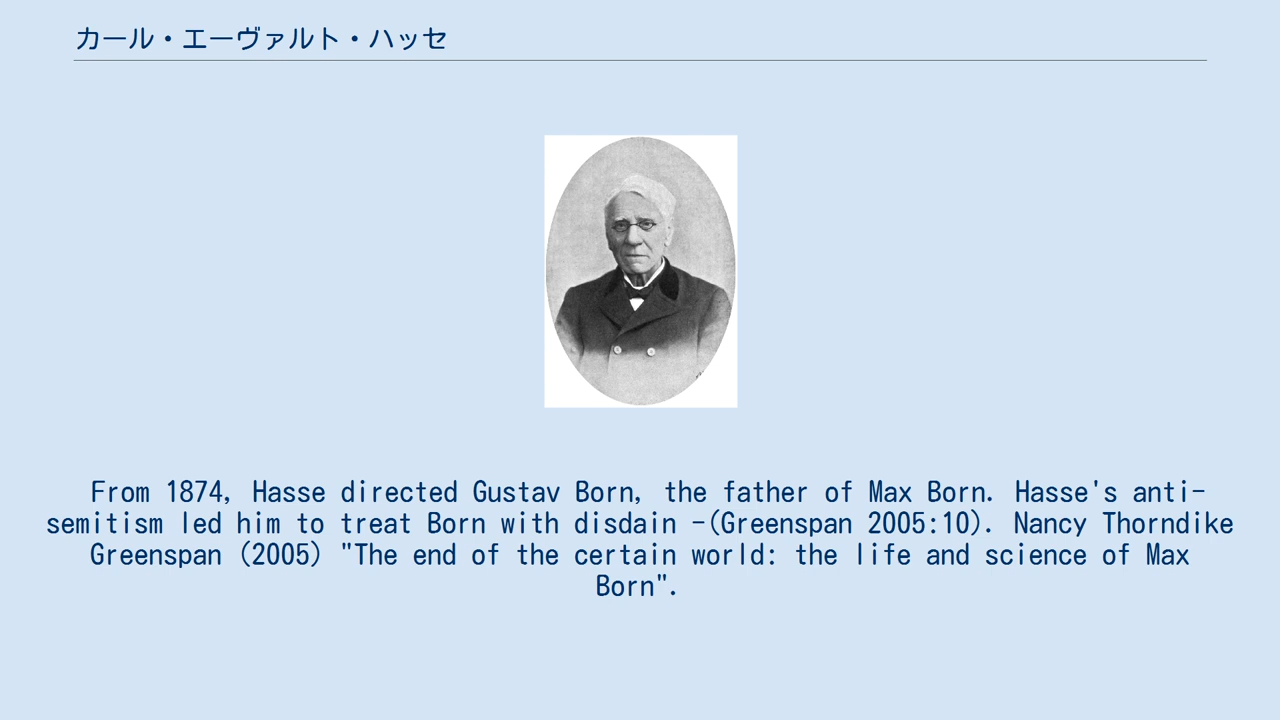 カール・エーヴァルト・ハッセ
From 1874, Hasse directed Gustav Born, the father of Max Born. Hasse's anti-
semitism led him to treat Born with disdain -(Greenspan 2005:10). Nancy Thorndike
Greenspan (2005) "The end of the certain world: the life and science of Max
Born".